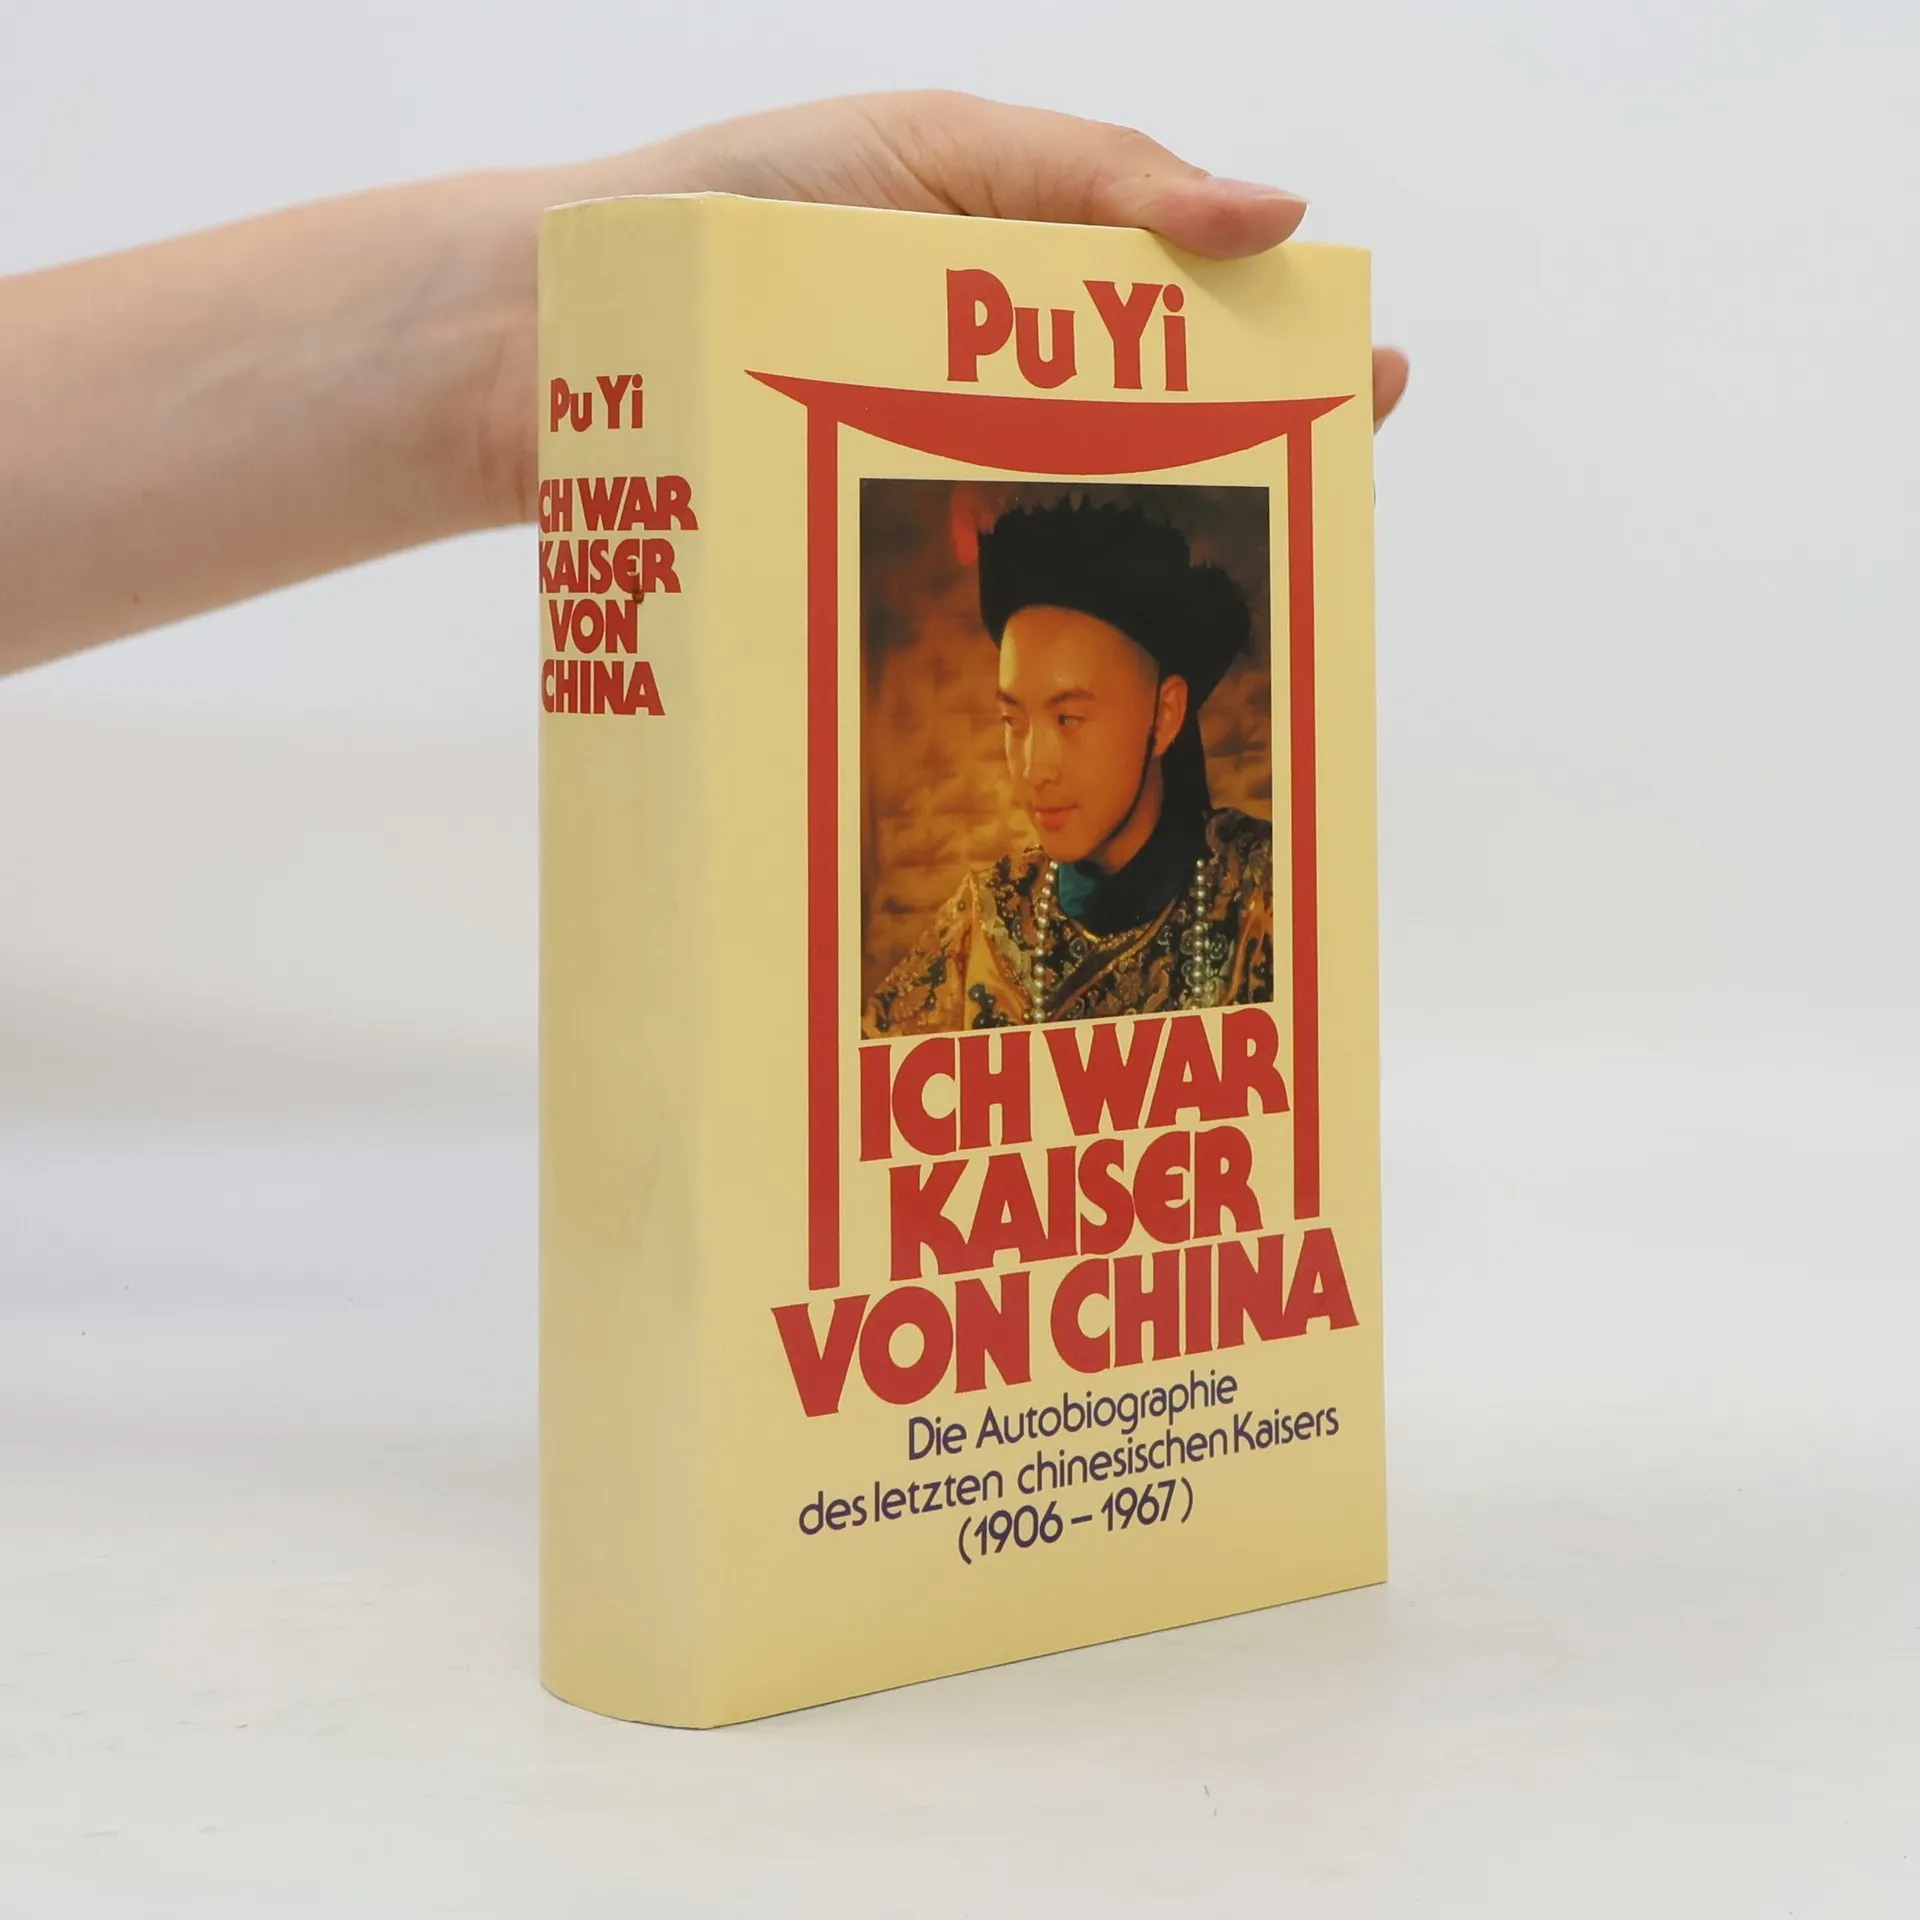 Pu Yi
ICH WAR
KAISER
VON
CHINA
Pu Yi
ICH WAR
KAISER
VON CHINA
Die Autobiographie
des letzten chinesischen Kaisers
(1906–1967)